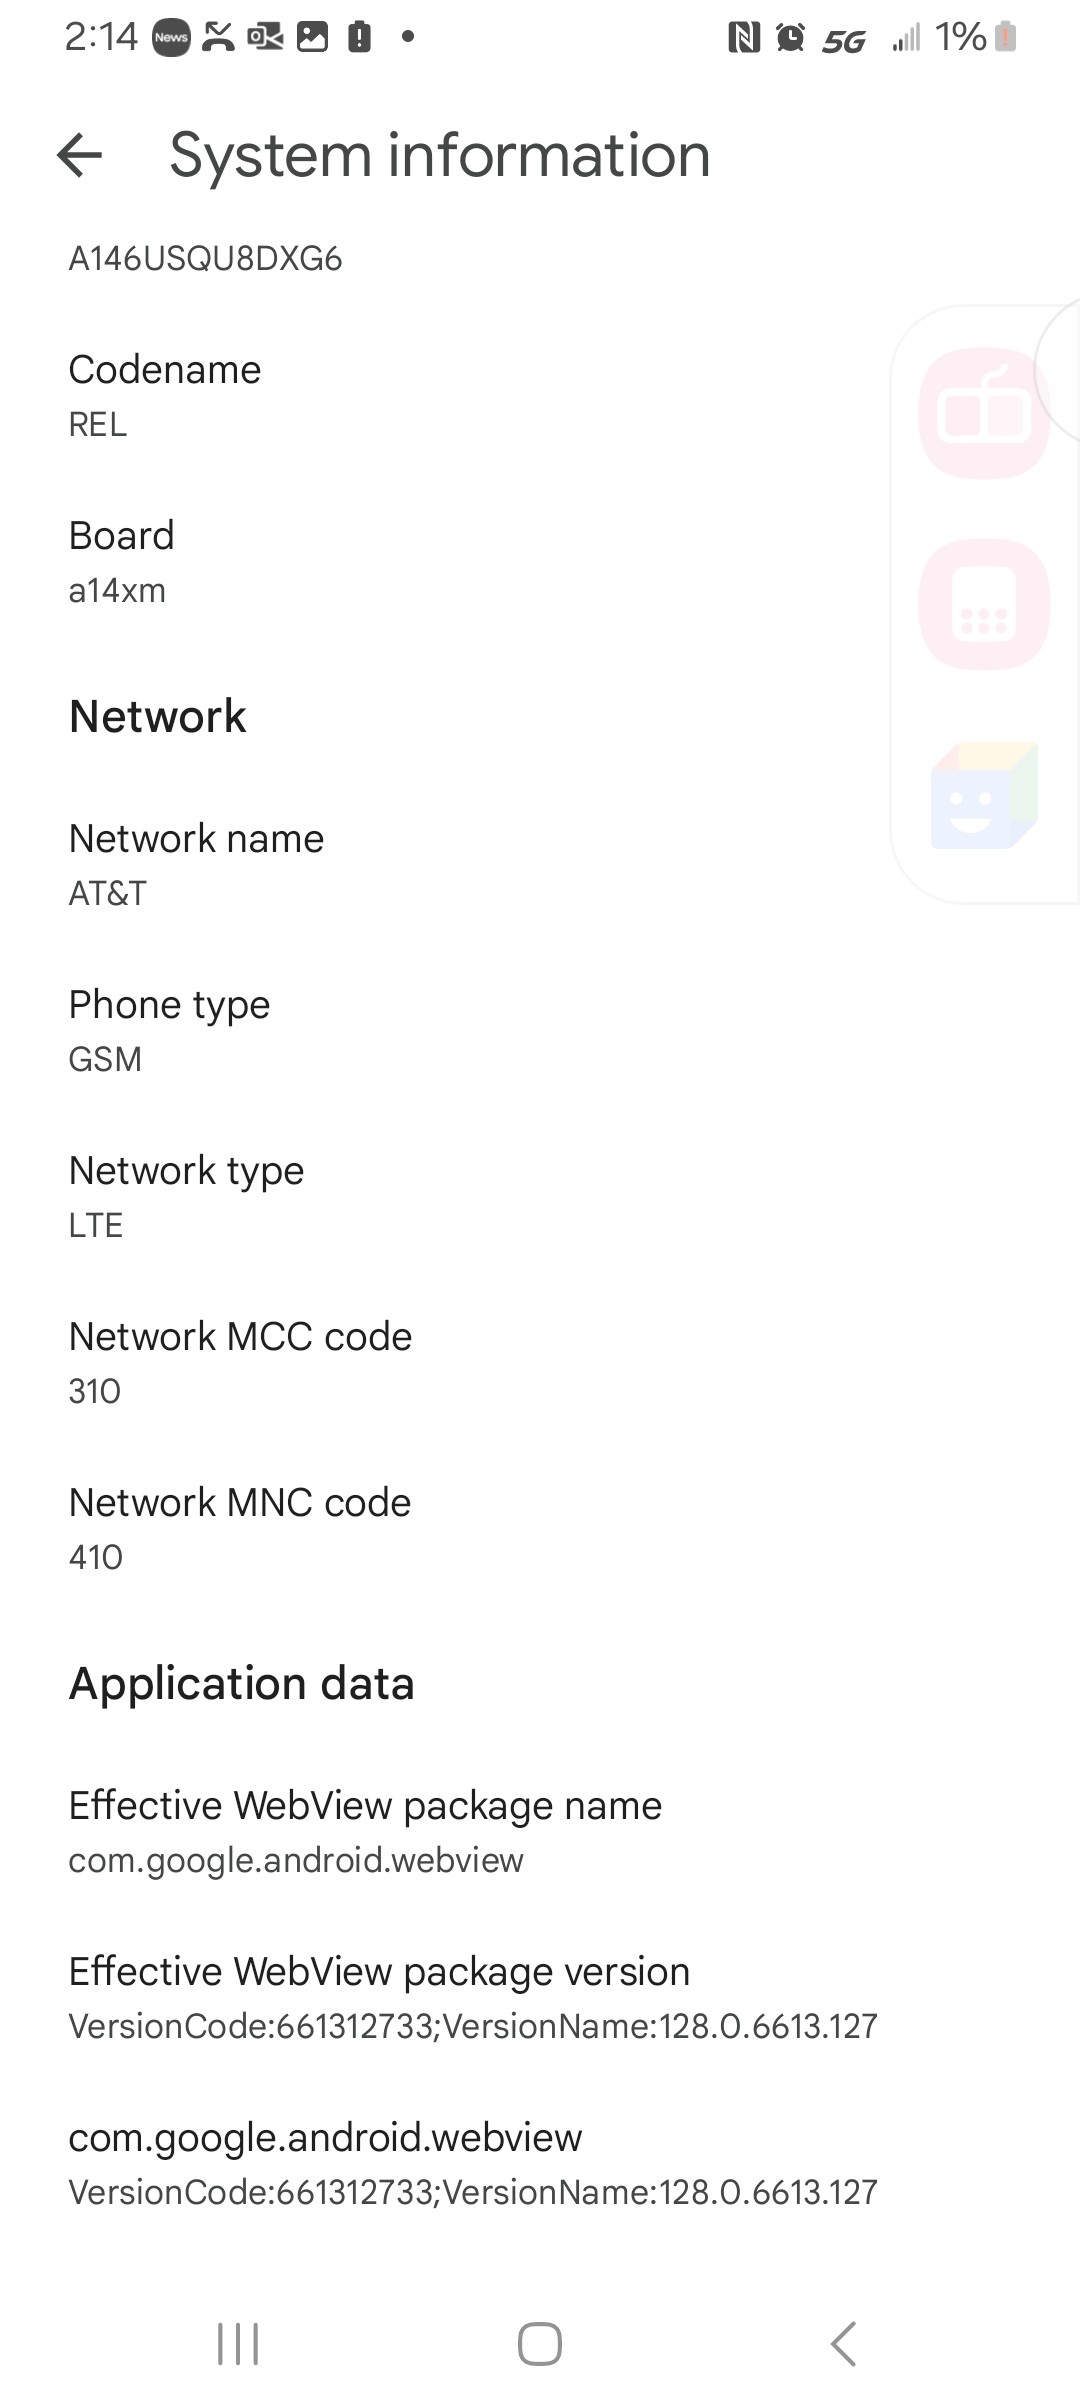 2:14 News 5G 1%
System information
A146USQU8DXG6
Codename
REL
Board
a14xm
Network
Network name
AT&T
Phone type
GSM
Network type
LTE
Network MCC code
310
Network MNC code
410
Application data
Effective WebView package name
com.google.android.webview
Effective WebView package version
VersionCode:661312733;VersionName:128.0.6613.127
com.google.android.webview
VersionCode:661312733;VersionName:128.0.6613.127